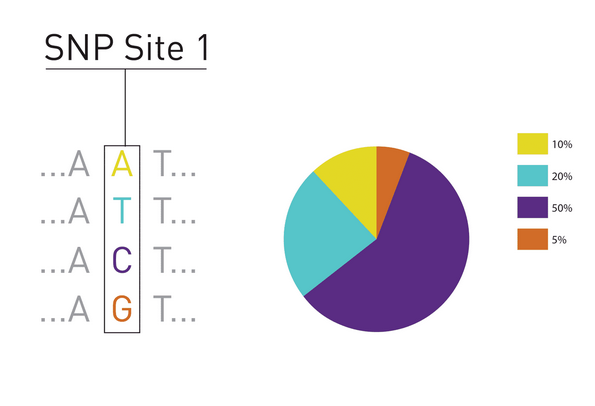 SNP Site 1
...A A T...
...A T T...
...A C T...
...A G T...
10%
20%
50%
5%